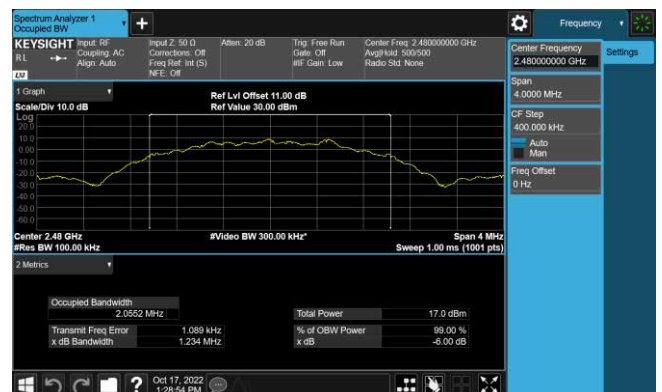 Spectrum Analyzer 1
Occupied BW
Frequency
KEYSIGHT
RL
LXI
Input: RF
Coupling: AC
Align: Auto
Input Z: 50 Ω
Corrections: Off
Freq Ref: Int (S)
NFE: Off
Atten: 20 dB
Trig: Free Run
Gate: Off
#IF Gain: Low
Center Freq: 2.480000000 GHz
Avg|Hold: 500/500
Radio Std: None
Center Frequency
2.480000000 GHz
Settings
Span
4.0000 MHz
CF Step
400.000 kHz
Auto
Man
Freq Offset
0 Hz
1 Graph
Scale/Div 10.0 dB
Ref Lvl Offset 11.00 dB
Ref Value 30.00 dBm
Log
20.0
10.0
0.00
-10.0
-20.0
-30.0
-40.0
-50.0
-60.0
Center 2.48 GHz
#Res BW 100.00 kHz
#Video BW 300.00 kHz*
Span 4 MHz
Sweep 1.00 ms (1001 pts)
2 Metrics
Occupied Bandwidth
2.0552 MHz
Total Power 17.0 dBm
Transmit Freq Error 1.089 kHz
% of OBW Power 99.00 %
x dB Bandwidth 1.234 MHz
x dB -6.00 dB
?
Oct 17, 2022
1:28:54 PM